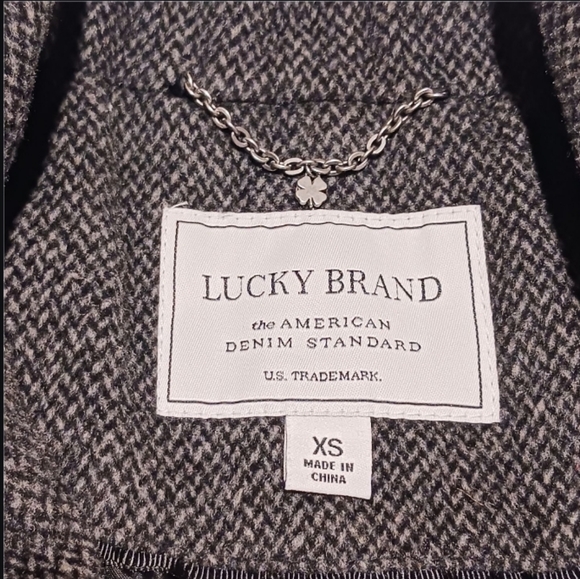 LUCKY BRAND
the AMERICAN
DENIM STANDARD
U.S. TRADEMARK.
XS
MADE IN
CHINA